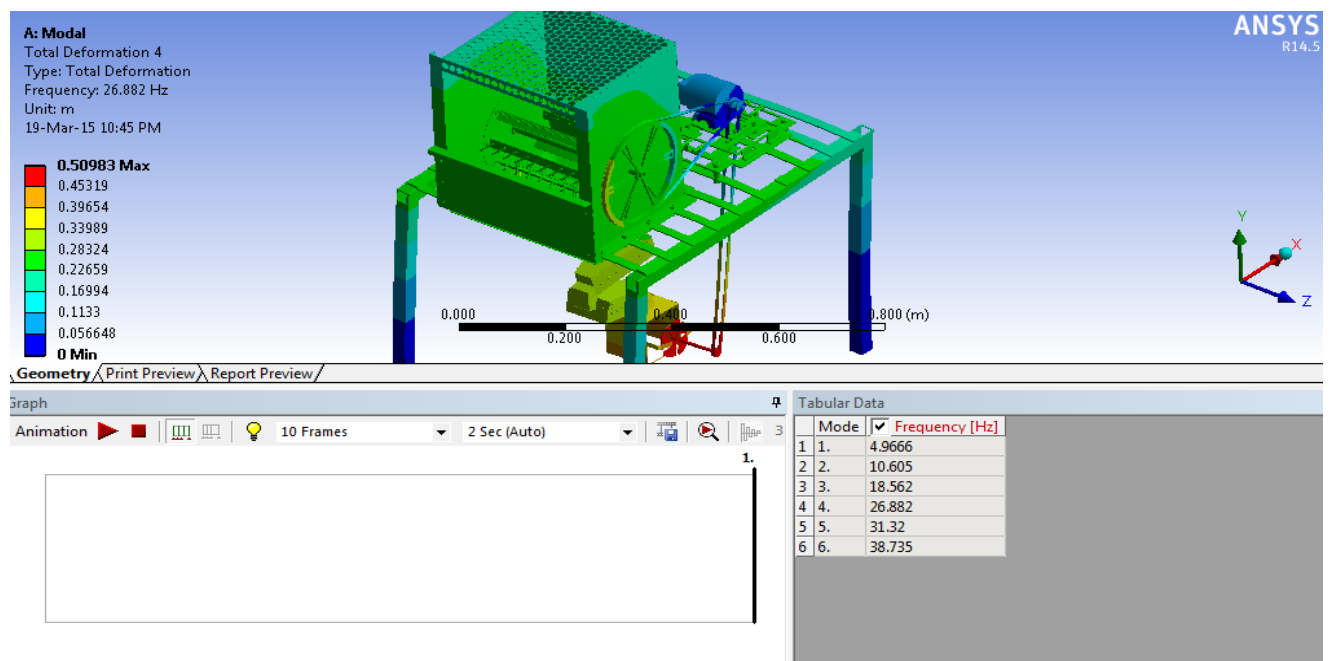 A: Modal
Total Deformation 4
Type: Total Deformation
Frequency: 26.882 Hz
Unit: m
19-Mar-15 10:45 PM
0.50983 Max
0.45319
0.39654
0.33989
0.28324
0.22659
0.16994
0.1133
0.056648
0 Min
ANSYS
R14.5
Y
X
Z
0.000 0.400 0.800 (m)
0.200 0.600
Geometry Print Preview Report Preview
Graph
Animation 10 Frames 2 Sec (Auto) 3
1.
Tabular Data
Mode Frequency [Hz]
1 1. 4.9666
2 2. 10.605
3 3. 18.562
4 4. 26.882
5 5. 31.32
6 6. 38.735